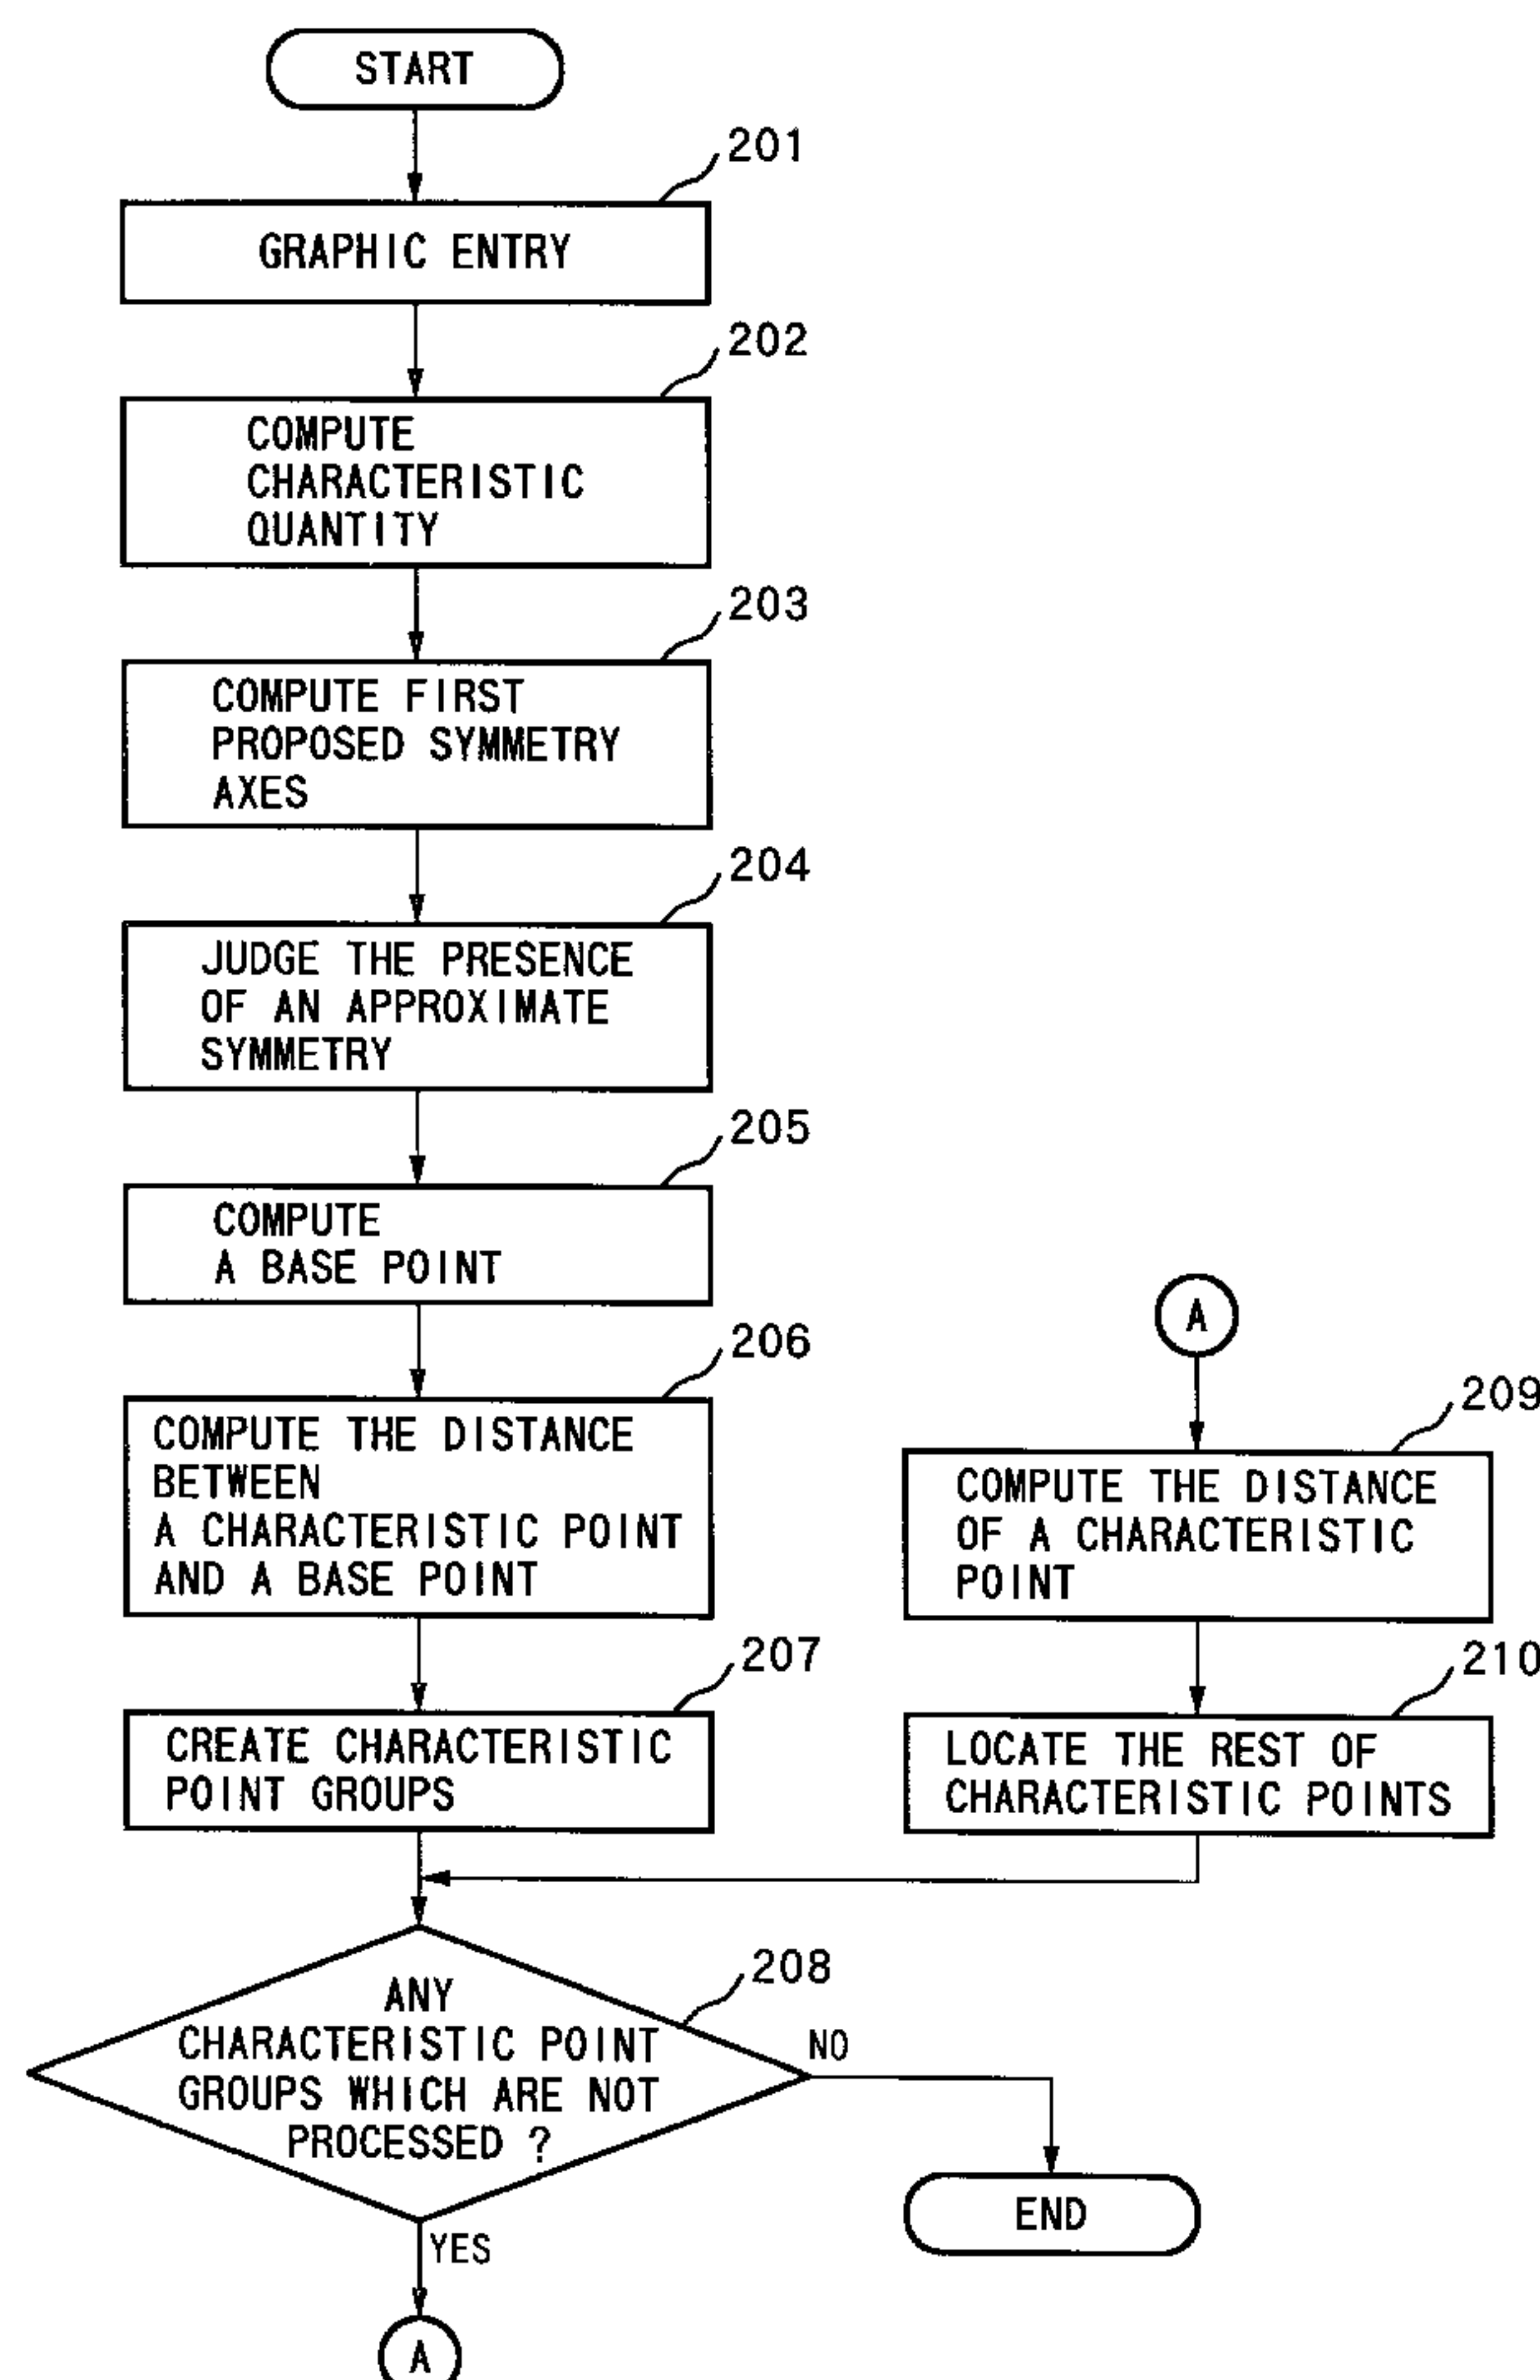 START
201
GRAPHIC ENTRY
202
COMPUTE
CHARACTERISTIC
QUANTITY
203
COMPUTE FIRST
PROPOSED SYMMETRY
AXES
204
JUDGE THE PRESENCE
OF AN APPROXIMATE
SYMMETRY
205
COMPUTE
A BASE POINT
206
COMPUTE THE DISTANCE
BETWEEN
A CHARACTERISTIC POINT
AND A BASE POINT
207
CREATE CHARACTERISTIC
POINT GROUPS
208
ANY
CHARACTERISTIC POINT
GROUPS WHICH ARE NOT
PROCESSED ?
NO
YES
A
END
A
209
COMPUTE THE DISTANCE
OF A CHARACTERISTIC
POINT
210
LOCATE THE REST OF
CHARACTERISTIC POINTS